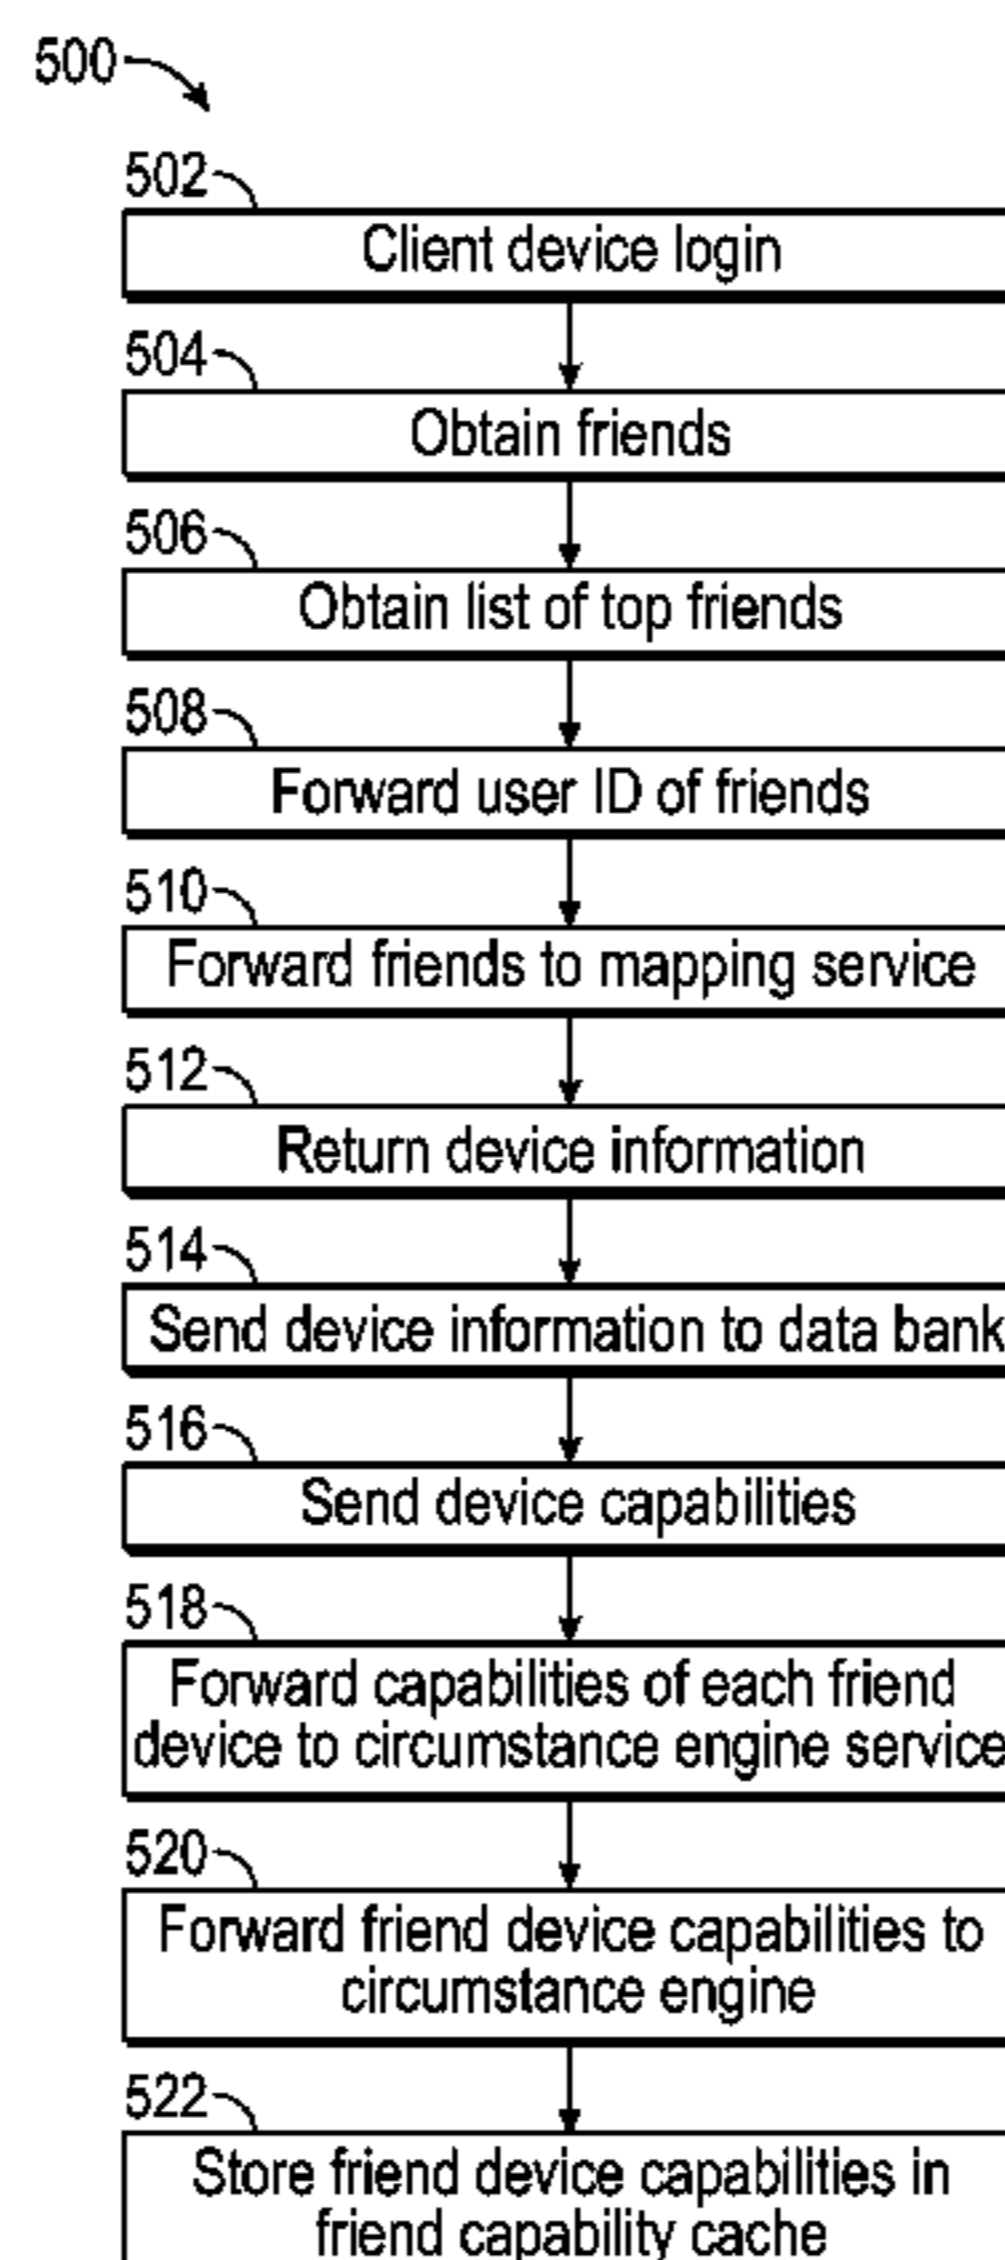 500
502
Client device login
504
Obtain friends
506
Obtain list of top friends
508
Forward user ID of friends
510
Forward friends to mapping service
512
Return device information
514
Send device information to data bank
516
Send device capabilities
518
Forward capabilities of each friend
device to circumstance engine service
520
Forward friend device capabilities to
circumstance engine
522
Store friend device capabilities in
friend capability cache